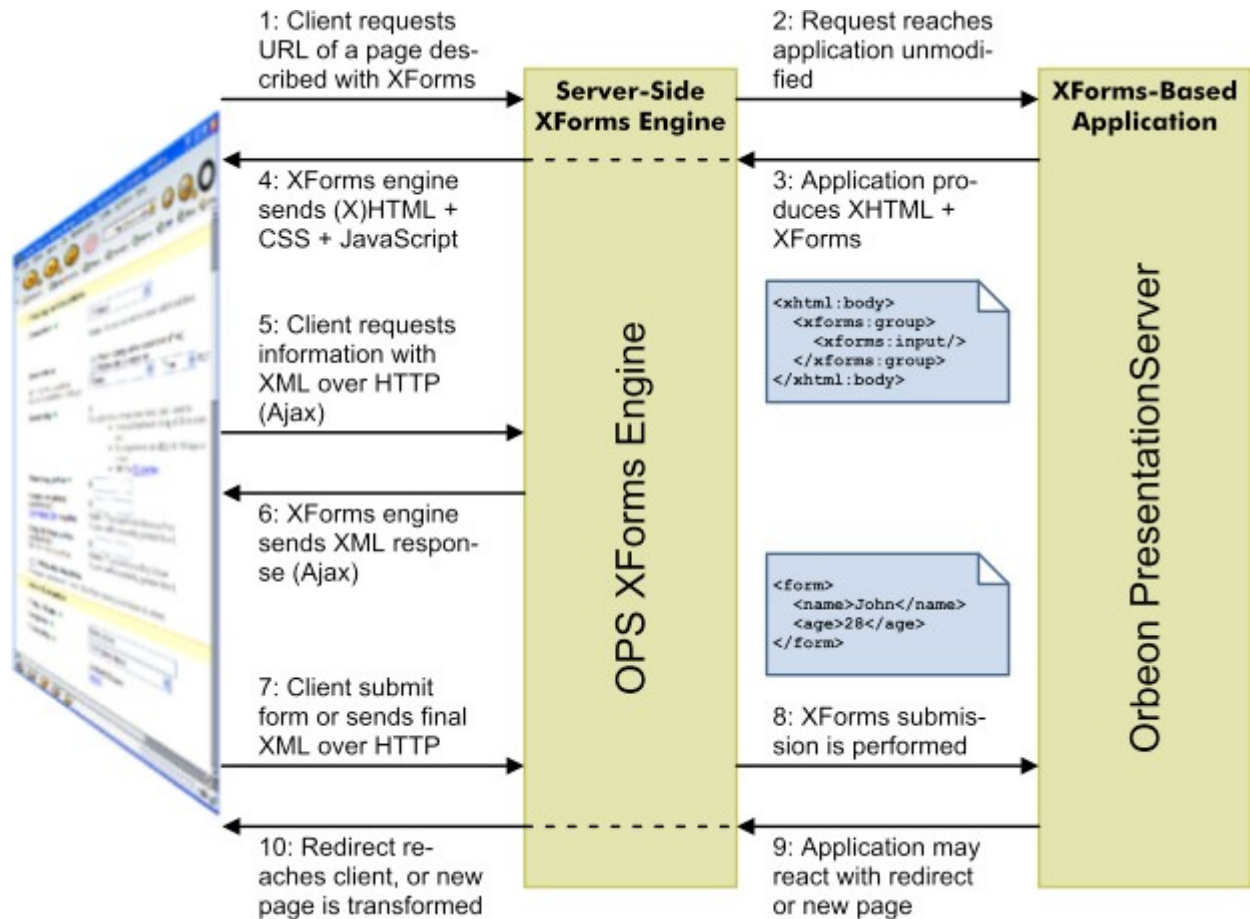 1: Client requests
URL of a page des-
cribed with XForms
2: Request reaches
application unmodi-
fied
Server-Side
XForms Engine
XForms-Based
Application
4: XForms engine
sends (X)HTML +
CSS + JavaScript
3: Application pro-
duces XHTML +
XForms
<xhtml:body>
<xforms:group>
<xforms:input/>
</xforms:group>
</xhtml:body>
5: Client requests
information with
XML over HTTP
(Ajax)
OPS XForms Engine
Orbeon PresentationServer
6: XForms engine
sends XML respon-
se (Ajax)
<form>
<name>John</name>
<age>28</age>
</form>
7: Client submit
form or sends final
XML over HTTP
8: XForms submis-
sion is performed
10: Redirect re-
aches client, or new
page is transformed
9: Application may
react with redirect
or new page